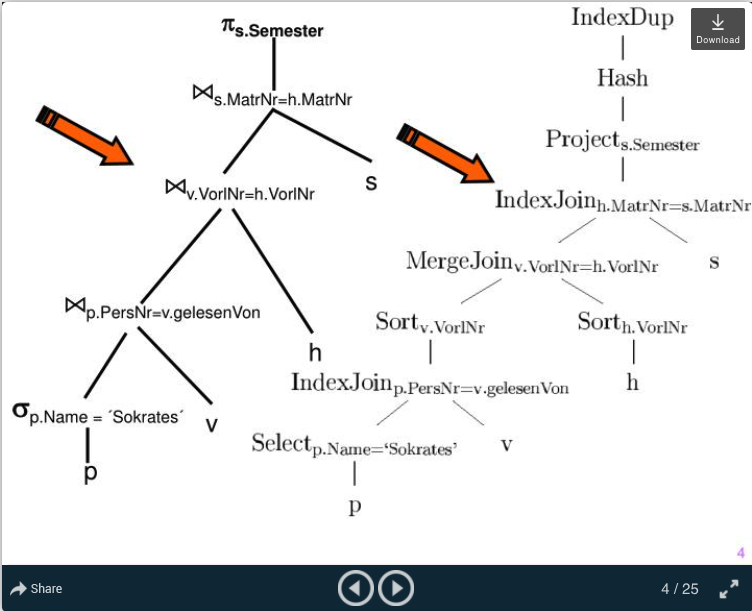 πs.Semester
⋈s.MatrNr=h.MatrNr
s
⋈v.VorlNr=h.VorlNr
⋈p.PersNr=v.gelesenVon
h
σp.Name = ´Sokrates´
v
p
IndexDup
Hash
Projects.Semester
IndexJoinh.MatrNr=s.MatrNr
MergeJoinv.VorlNr=h.VorlNr
s
Sortv.VorlNr
Sorth.VorlNr
IndexJoinp.PersNr=v.gelesenVon
h
Selectp.Name=‘Sokrates’
v
p
Download
4
Share
4 / 25